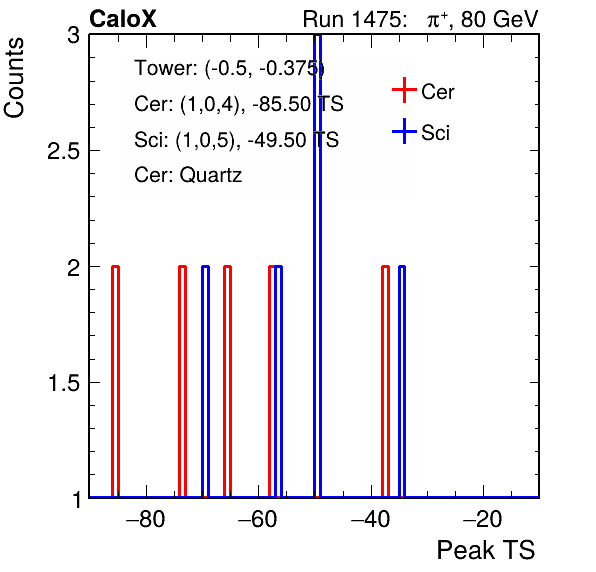 CaloX Run 1475: π⁺, 80 GeV
Counts
3
2.5
2
1.5
1
Tower: (-0.5, -0.375)
Cer: (1,0,4), -85.50 TS
Sci: (1,0,5), -49.50 TS
Cer: Quartz
Cer
Sci
−80 −60 −40 −20
Peak TS